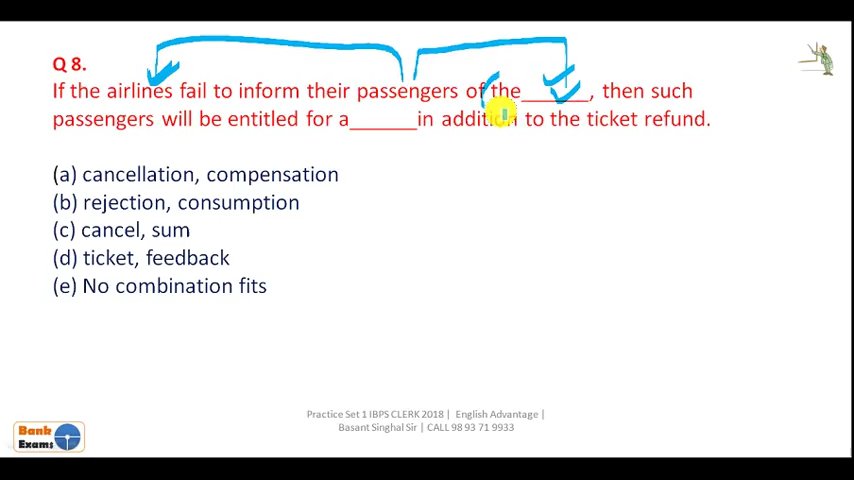 Q 8.
If the airlines fail to inform their passengers of the______, then such
passengers will be entitled for a______in addition to the ticket refund.
(a) cancellation, compensation
(b) rejection, consumption
(c) cancel, sum
(d) ticket, feedback
(e) No combination fits
Practice Set 1 IBPS CLERK 2018 | English Advantage |
Basant Singhal Sir | CALL 98 93 71 9933
Bank
Exams